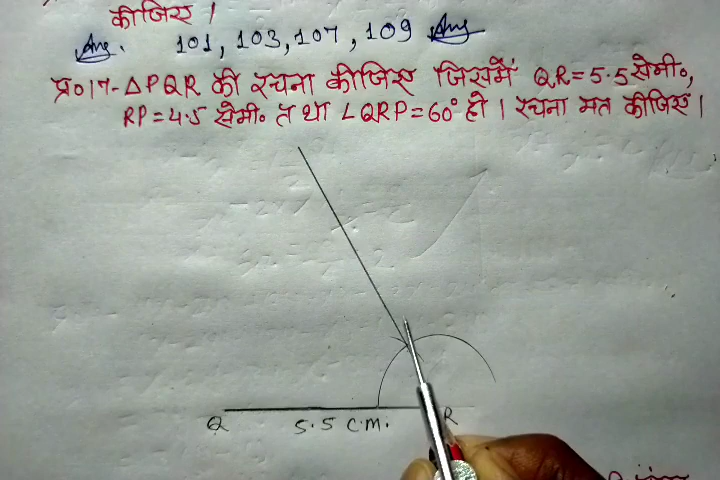 कीजिए।
Ans. 101, 103, 107, 109 Ans
प्र०17- ΔPQR की रचना कीजिए जिसमें QR=5.5 सेमी०,
RP=4.5 सेमी० तथा ∠QRP=60° हो। रचना मत कीजिए।
Q 5.5 C.M. R